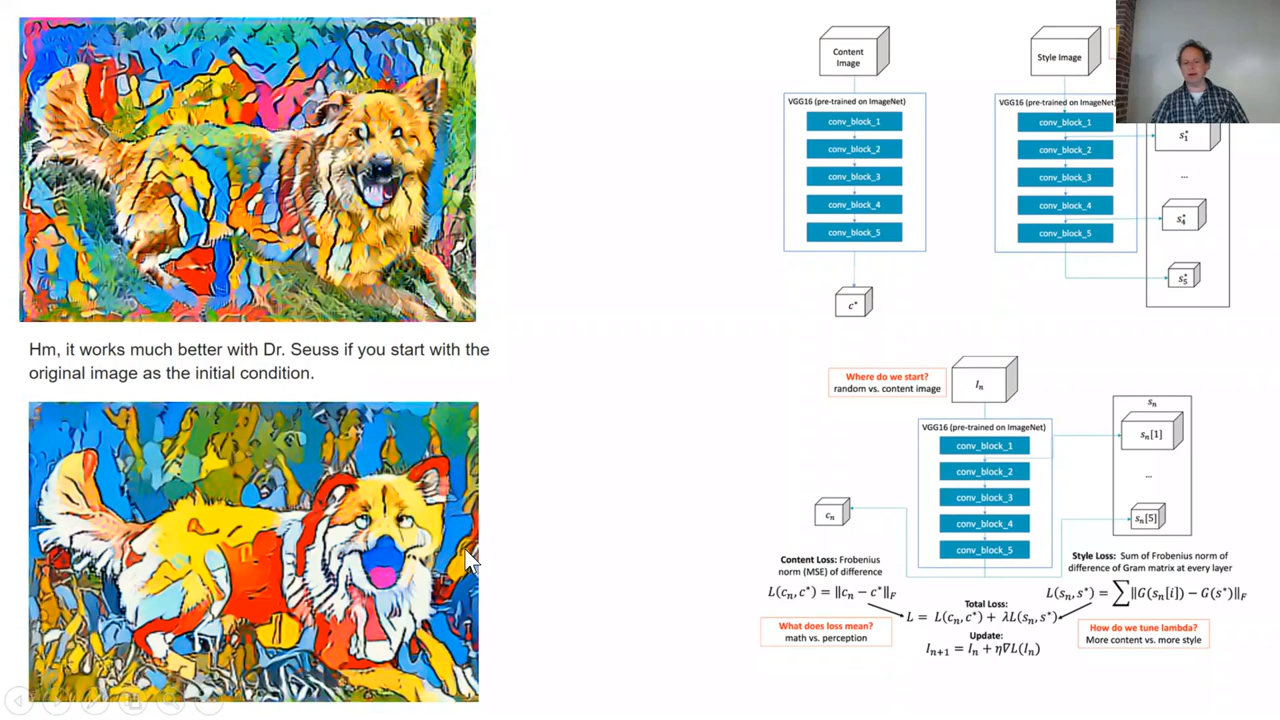 Hm, it works much better with Dr. Seuss if you start with the
original image as the initial condition.
Content
Image
VGG16 (pre-trained on ImageNet)
conv_block_1
conv_block_2
conv_block_3
conv_block_4
conv_block_5
c*
Style Image
VGG16 (pre-trained on ImageNet)
conv_block_1
conv_block_2
conv_block_3
conv_block_4
conv_block_5
s₁*
...
s₄*
s₅*
Where do we start?
random vs. content image
Iₙ
VGG16 (pre-trained on ImageNet)
conv_block_1
conv_block_2
conv_block_3
conv_block_4
conv_block_5
sₙ
sₙ[1]
...
sₙ[5]
cₙ
Content Loss: Frobenius
norm (MSE) of difference
L(cₙ, c*) = ‖cₙ − c*‖F
Style Loss: Sum of Frobenius norm of
difference of Gram matrix at every layer
L(sₙ, s*) = ∑‖G(sₙ[i]) − G(s*)‖F
Total Loss:
L = L(cₙ, c*) + λL(sₙ, s*)
What does loss mean?
math vs. perception
Update:
Iₙ₊₁ = Iₙ + η∇L(Iₙ)
How do we tune lambda?
More content vs. more style